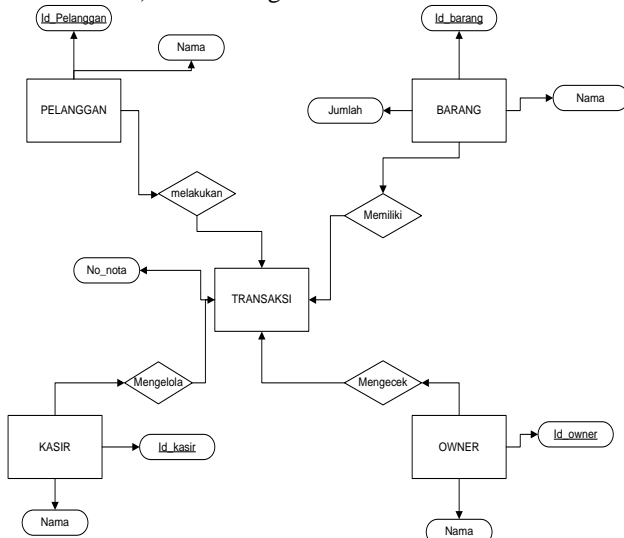 Id_Pelanggan
Nama
PELANGGAN
Id_barang
Jumlah
BARANG
Nama
melakukan
Memiliki
No_nota
TRANSAKSI
Mengelola
Mengecek
KASIR
Id_kasir
OWNER
Id_owner
Nama
Nama